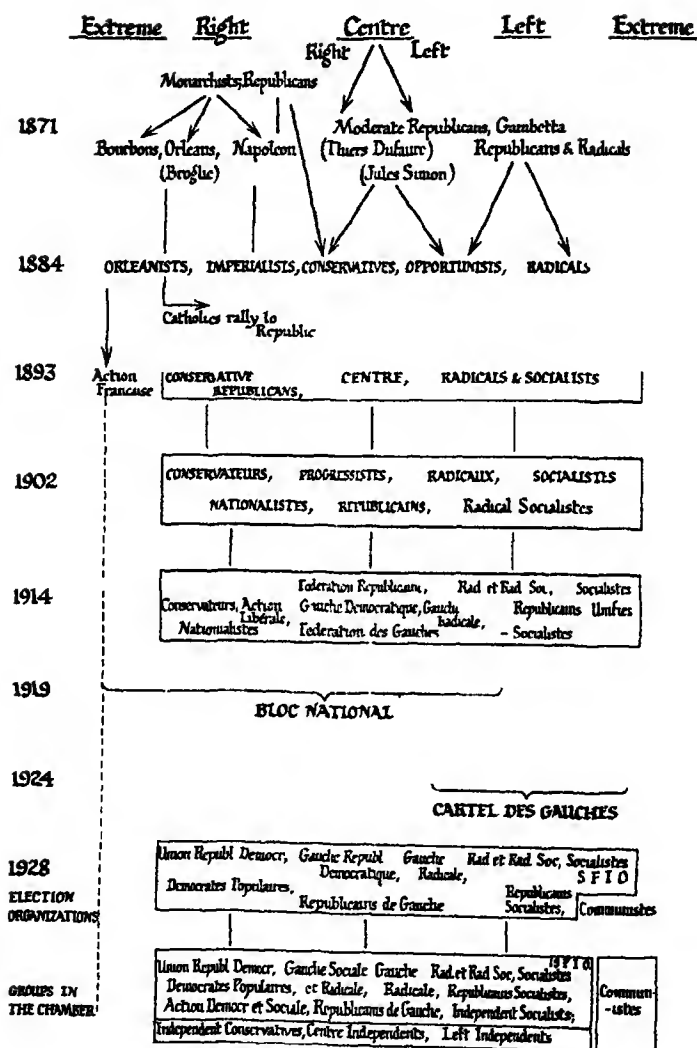 Extreme Right Centre Left Extreme
Right Left
Monarchists, Republicans
1871 Moderate Republicans, Gambetta
Bourbons, Orleans, Napoleon (Thiers Dufaure) Republicans & Radicals
(Broglie) (Jules Simon)
1884 ORLEANISTS, IMPERIALISTS, CONSERVATIVES, OPPORTUNISTS, RADICALS
Catholics rally to
Republic
1893 Action CONSERVATIVE CENTRE, RADICALS & SOCIALISTS
Francaise REPUBLICANS,
1902 CONSERVATEURS, PROGRESSISTES, RADICAUX, SOCIALISTES
NATIONALISTES, REPUBLICAINS, Radical Socialistes
Federation Republicaine, Rad et Rad Soc, Socialistes
1914 Conservateurs, Action Gauche Democratique, Gauche Republicains Unifies
Libérale, Radicale,
Nationalistes Federation des Gauches - Socialistes
1919
BLOC NATIONAL
1924
CARTEL DES GAUCHES
1928 Union Republ Democr, Gauche Republ Gauche Rad et Rad Soc, Socialistes
Democratique, Radicale, S F I O
ELECTION Democrates Populaires, Republicans
ORGANIZATIONS Republicains de Gauche Socialistes, Communistes
Union Republ Democr, Gauche Sociale Gauche Rad. et Rad Soc, Socialistes (SFIO)
GROUPS IN Democrates Populaires, et Radicale, Radicale, Republicans Socialistes, Commun-
THE CHAMBER Action Democr et Sociale, Republicains de Gauche, Independent Socialists; -istes
Independent Conservatives, Centre Independents, Left Independents